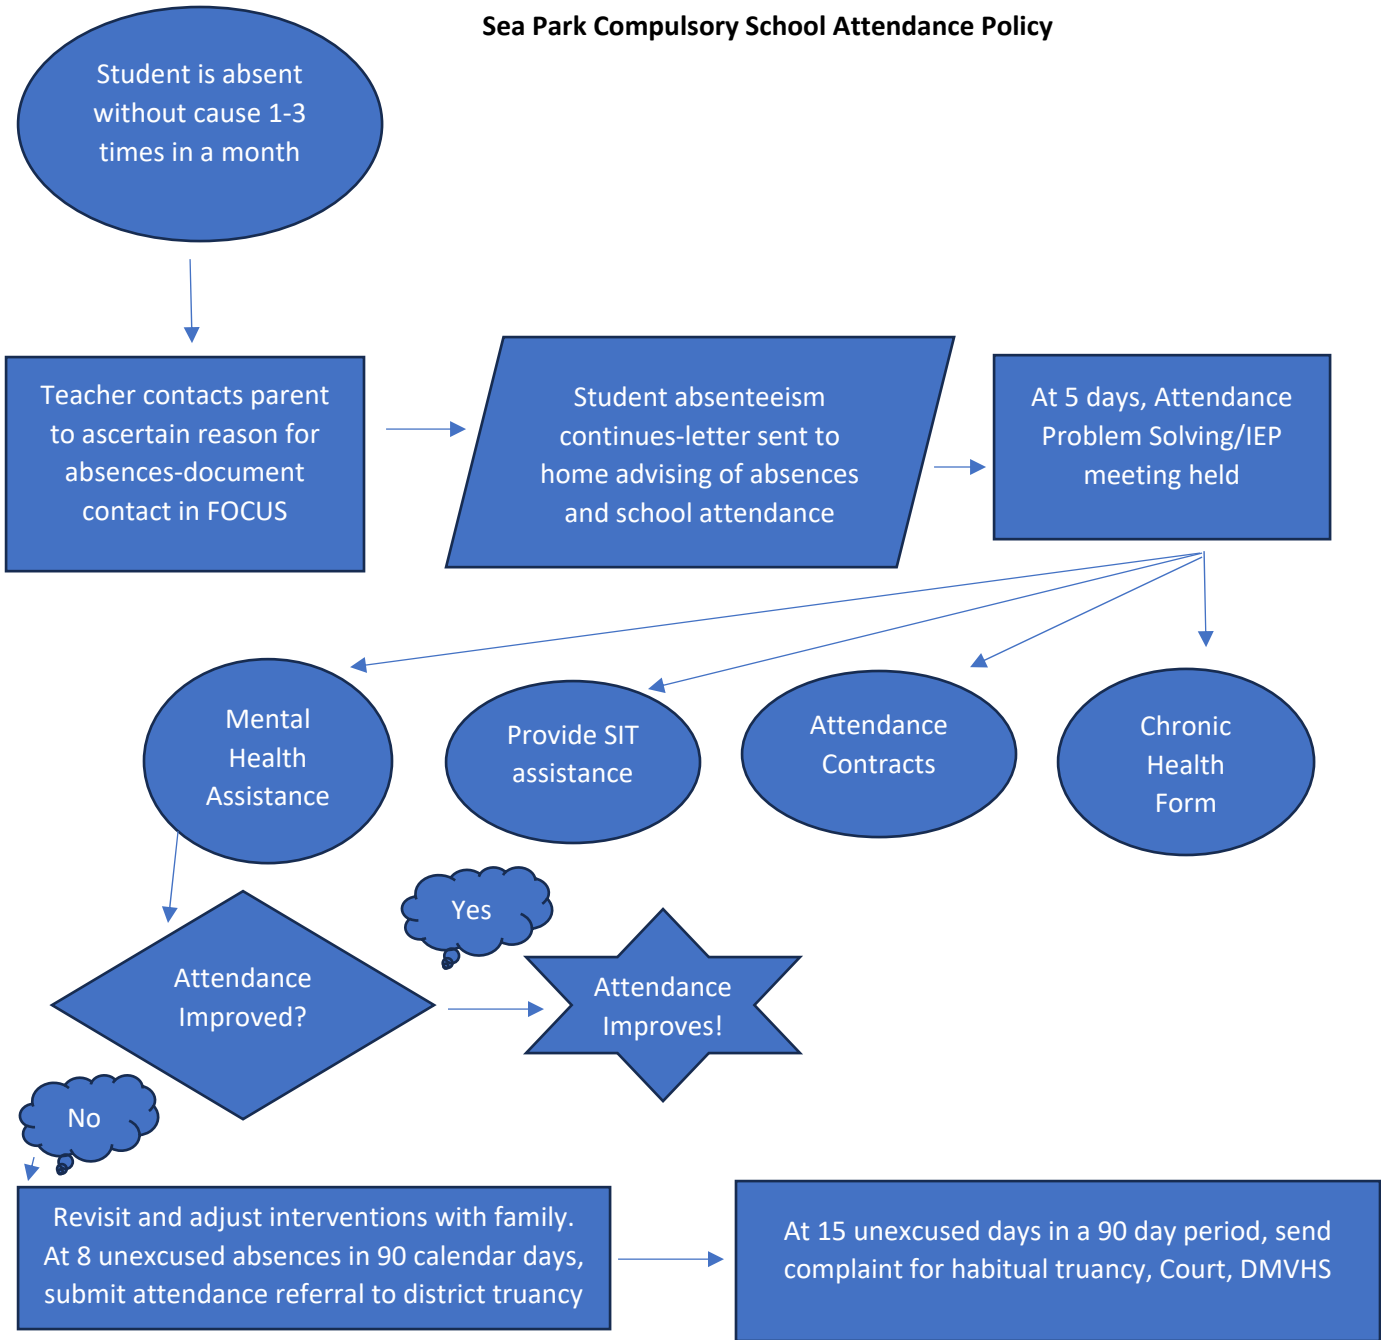 Sea Park Compulsory School Attendance Policy
Student is absent
without cause 1-3
times in a month
Teacher contacts parent
to ascertain reason for
absences-document
contact in FOCUS
Student absenteeism
continues-letter sent to
home advising of absences
and school attendance
At 5 days, Attendance
Problem Solving/IEP
meeting held
Mental
Health
Assistance
Provide SIT
assistance
Attendance
Contracts
Chronic
Health
Form
Yes
Attendance
Improved?
Attendance
Improves!
No
Revisit and adjust interventions with family.
At 8 unexcused absences in 90 calendar days,
submit attendance referral to district truancy
At 15 unexcused days in a 90 day period, send
complaint for habitual truancy, Court, DMVHS